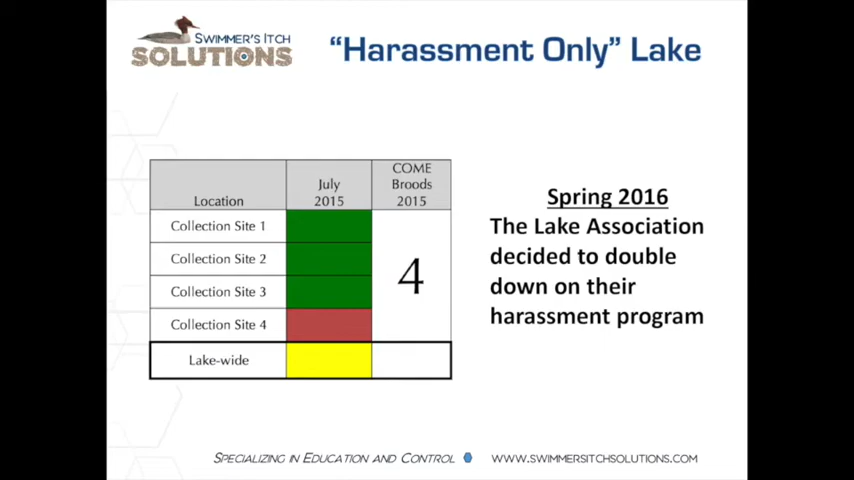 SWIMMER'S ITCH
SOLUTIONS
"Harassment Only" Lake
Location
July
2015
COME
Broods
2015
Collection Site 1
Collection Site 2
Collection Site 3
Collection Site 4
4
Lake-wide
Spring 2016
The Lake Association
decided to double
down on their
harassment program
SPECIALIZING IN EDUCATION AND CONTROL
WWW.SWIMMERSITCHSOLUTIONS.COM